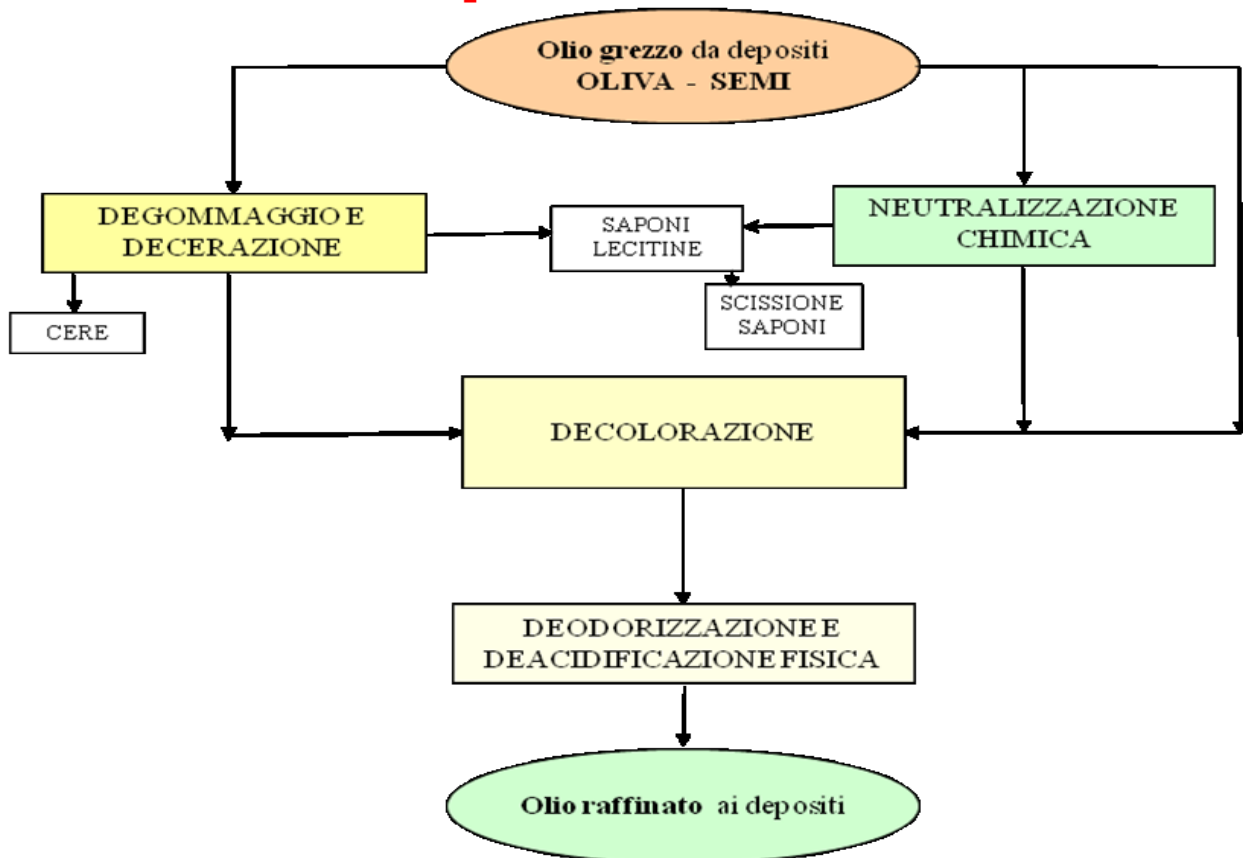 Olio grezzo da depositi
OLIVA - SEMI
DEGOMMAGGIO E
DECERAZIONE
SAPONI
LECITINE
NEUTRALIZZAZIONE
CHIMICA
CERE
SCISSIONE
SAPONI
DECOLORAZIONE
DEODORIZZAZIONE E
DEACIDIFICAZIONE FISICA
Olio raffinato ai depositi